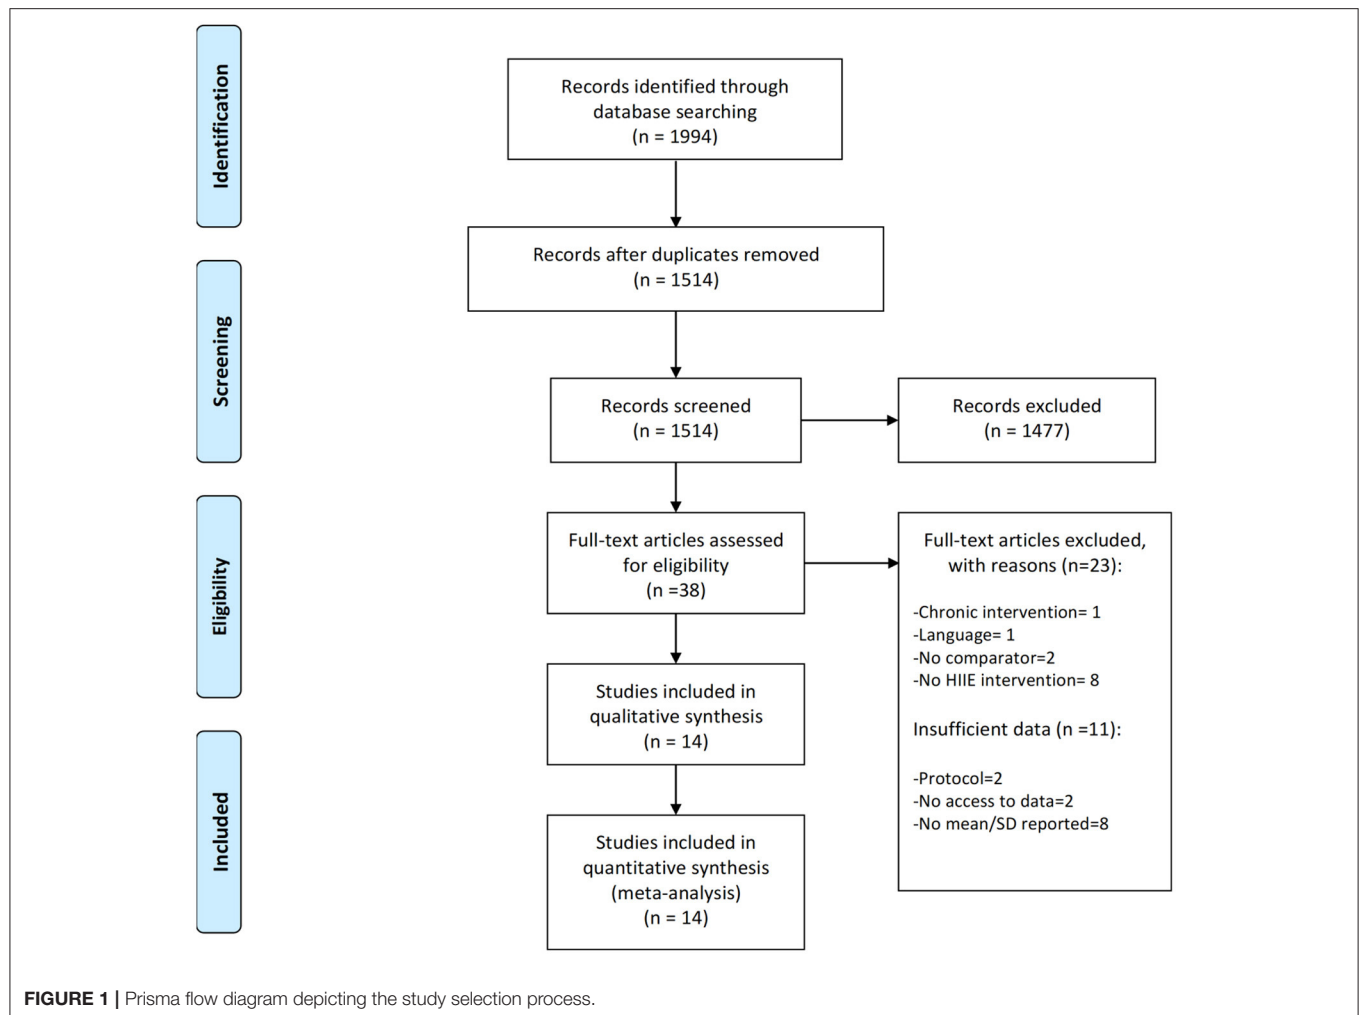 Identification
Records identified through
database searching
(n = 1994)
Records after duplicates removed
(n = 1514)
Screening
Records screened
(n = 1514)
Records excluded
(n = 1477)
Eligibility
Full-text articles assessed
for eligibility
(n =38)
Full-text articles excluded,
with reasons (n=23):
-Chronic intervention= 1
-Language= 1
-No comparator=2
-No HIIE intervention= 8
Insufficient data (n =11):
-Protocol=2
-No access to data=2
-No mean/SD reported=8
Studies included in
qualitative synthesis
(n = 14)
Included
Studies included in
quantitative synthesis
(meta-analysis)
(n = 14)
FIGURE 1 | Prisma flow diagram depicting the study selection process.